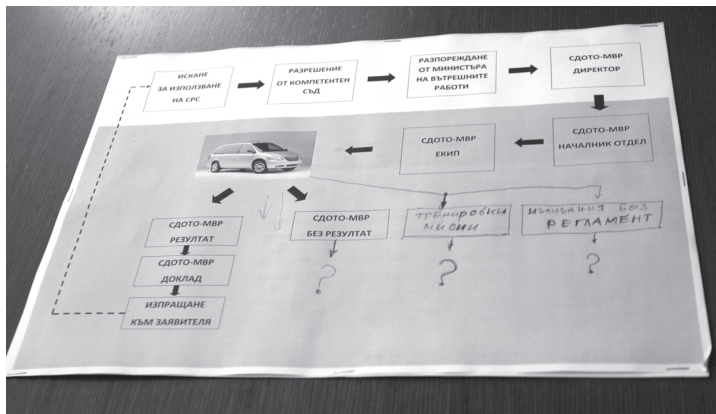 ИСКАНЕ
ЗА ИЗПОЛЗВАНЕ
НА СРС
РАЗРЕШЕНИЕ
ОТ КОМПЕТЕНТЕН
СЪД
РАЗПОРЕЖДАНЕ
ОТ МИНИСТЪРА
НА ВЪТРЕШНИТЕ
РАБОТИ
СДОТО-МВР
ДИРЕКТОР
СДОТО-МВР
НАЧАЛНИК ОТДЕЛ
СДОТО-МВР
ЕКИП
СДОТО-МВР
РЕЗУЛТАТ
СДОТО-МВР
ДОКЛАД
ИЗПРАЩАНЕ
КЪМ ЗАЯВИТЕЛЯ
СДОТО-МВР
БЕЗ РЕЗУЛТАТ
?
ТРЕНИРОВЪЧНИ
МИСИИ
?
ИЗЛИЗАНИЯ БЕЗ
РЕГЛАМЕНТ
?